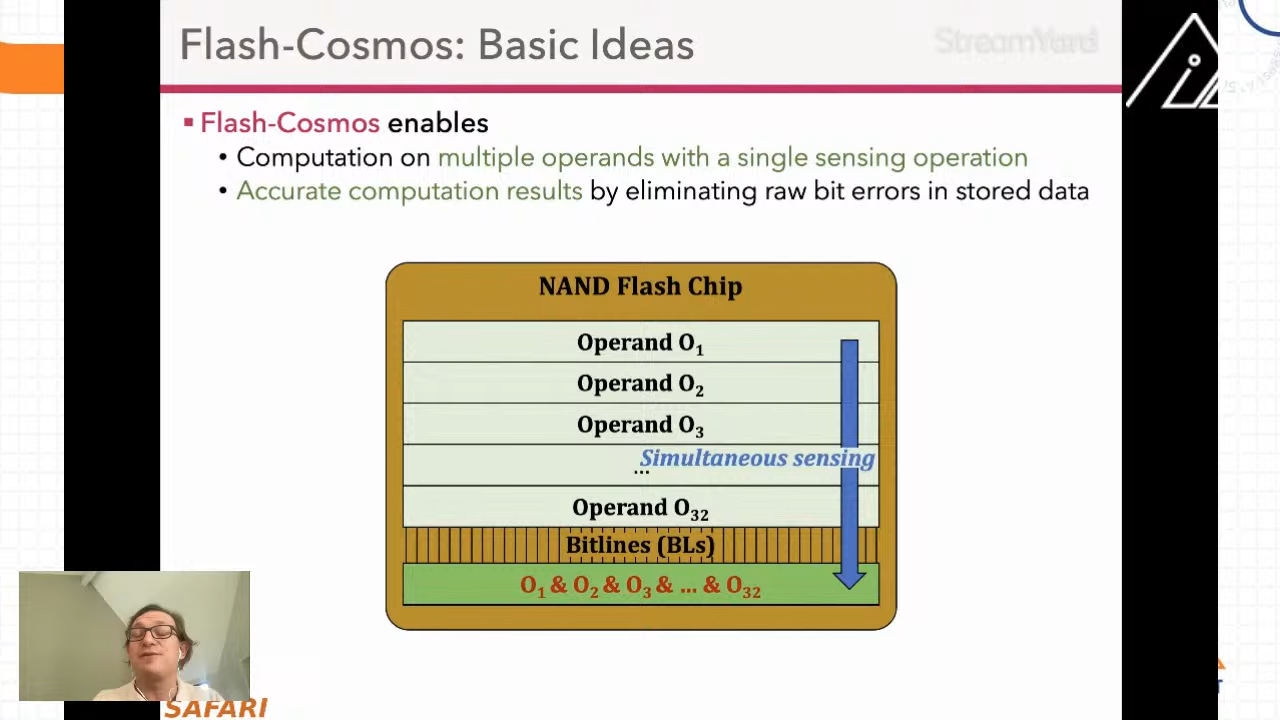 Flash-Cosmos: Basic Ideas
StreamYard
▪ Flash-Cosmos enables
• Computation on multiple operands with a single sensing operation
• Accurate computation results by eliminating raw bit errors in stored data
NAND Flash Chip
Operand O1
Operand O2
Operand O3
Simultaneous sensing
...
Operand O32
Bitlines (BLs)
O1 & O2 & O3 & ... & O32
SAFARI